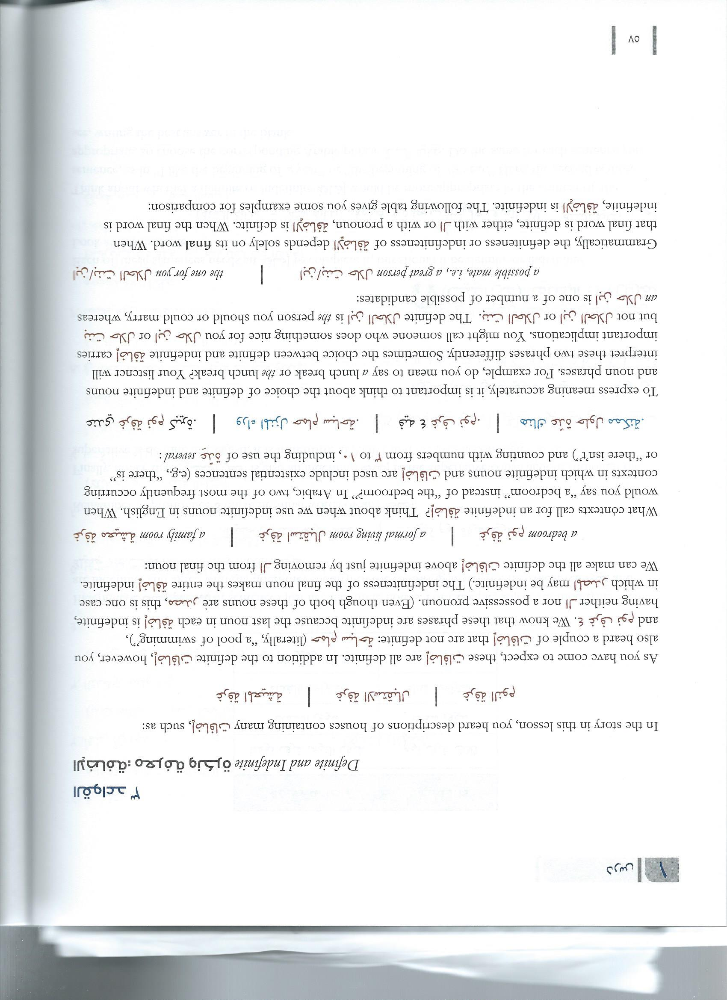 درس ١
القواعد ٣
الإضافة: معرفة ونكرة Definite and Indefinite
In the story in this lesson, you heard descriptions of houses containing many إضافات, such as:
غرفة النوم | غرفة الاستقبال | غرفة المعيشة
As you have come to expect, these إضافات are all definite. In addition to the definite إضافات, however, you
also heard a couple of إضافات that are not definite: حمام سباحة (literally, “a pool of swimming”),
and ٤ غرف نوم. We know that these phrases are indefinite because the last noun in each إضافة is indefinite,
having neither الـ nor a possessive pronoun. (Even though both of these nouns are مصدر, this is one case
in which المصدر may be indefinite.) The indefiniteness of the final noun makes the entire إضافة indefinite.
We can make all the definite إضافات above indefinite just by removing الـ from the final noun:
a bedroom غرفة نوم | a formal living room غرفة استقبال | a family room غرفة معيشة
What contexts call for an indefinite إضافة? Think about when we use indefinite nouns in English. When
would you say “a bedroom” instead of “the bedroom?” In Arabic, two of the most frequently occurring
contexts in which indefinite nouns and إضافات are used include existential sentences (e.g., “there is”
or “there isn’t”) and counting with numbers from ٣ to ١٠, including the use of عِدّة several:
هناك عدّة حلول ممكنة. | فيه ٤ غرف نوم. | وراء المنزل حمام سباحة. | عندي غرفة نوم كبيرة.
To express meaning accurately, it is important to think about the choice of definite and indefinite nouns
and noun phrases. For example, do you mean to say a lunch break or the lunch break? Your listener will
interpret these two phrases differently. Sometimes the choice between definite and indefinite إضافة carries
important implications. You might call someone who does something nice for you ابن حلال or بنت حلال
but not ابن الحلال or بنت الحلال. The definite ابن الحلال is the person you should or could marry, whereas
an ابن حلال is one of a number of possible candidates:
a possible mate, i.e., a great person ابن/بنت حلال | the one for you ابن/بنت الحلال
Grammatically, the definiteness or indefiniteness of الإضافة depends solely on its final word. When
that final word is definite, either with الـ or with a pronoun, الإضافة is definite. When the final word is
indefinite, الإضافة is indefinite. The following table gives you some examples for comparison:
٥٧